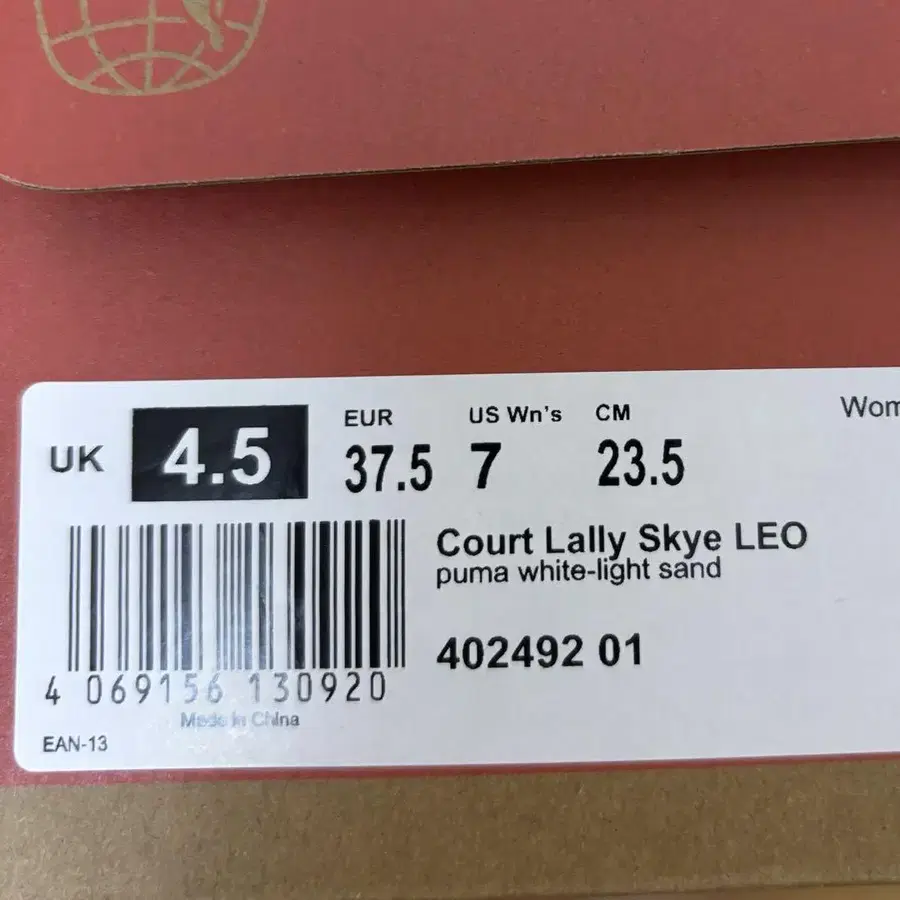 UK 4.5
EUR 37.5
US Wn's 7
CM 23.5
Court Lally Skye LEO
puma white-light sand
402492 01
4 069156 130920
Made in China
EAN-13